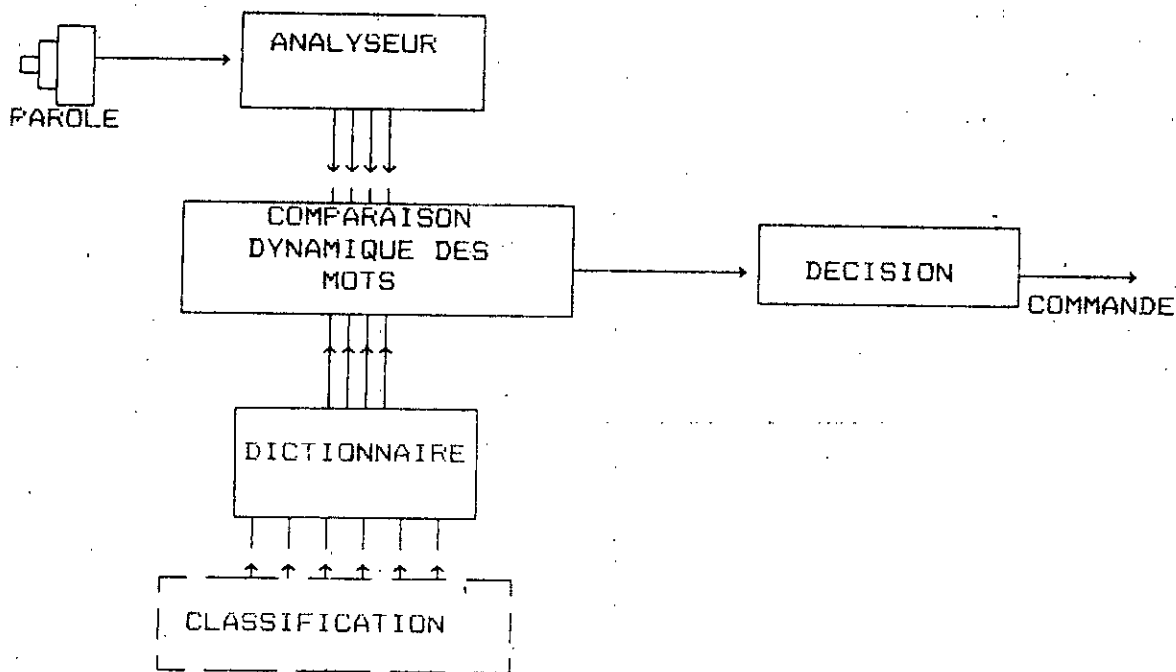 ANALYSEUR
PAROLE
COMPARAISON
DYNAMIQUE DES
MOTS
DECISION
COMMANDE
DICTIONNAIRE
CLASSIFICATION